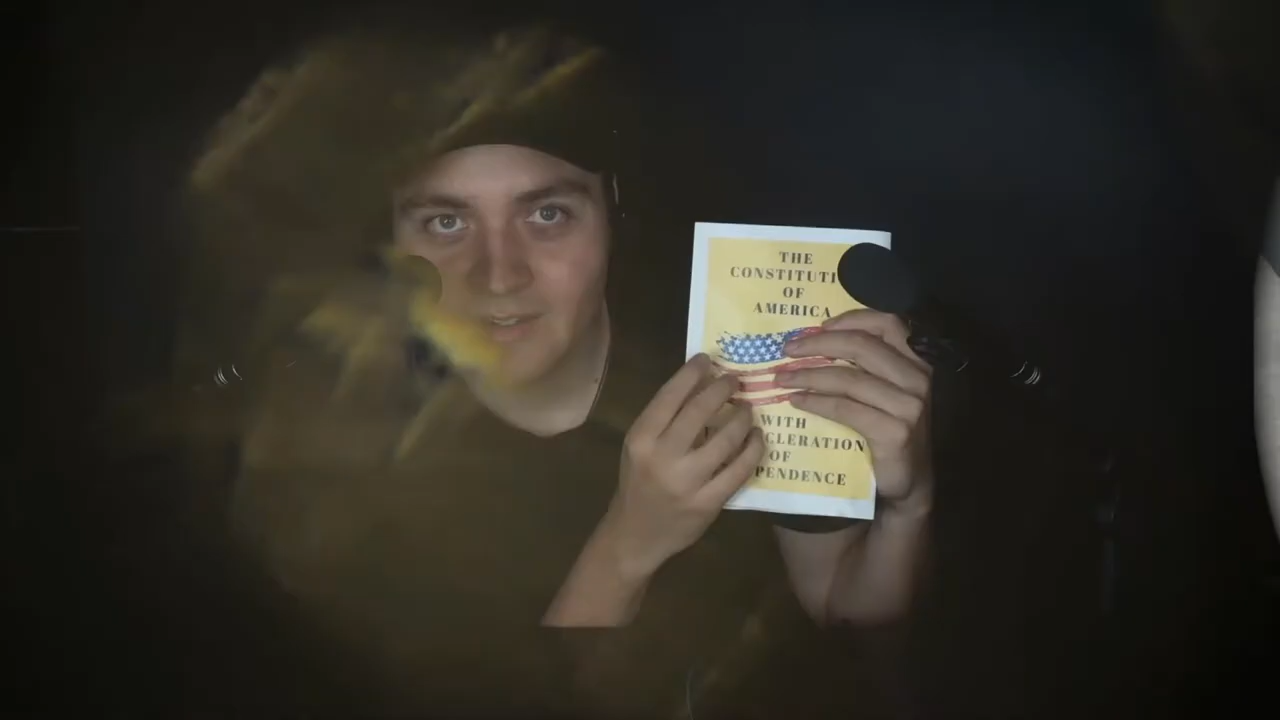 THE
CONSTITUTI
OF
AMERICA
WITH
CLERATION
OF
PENDENCE